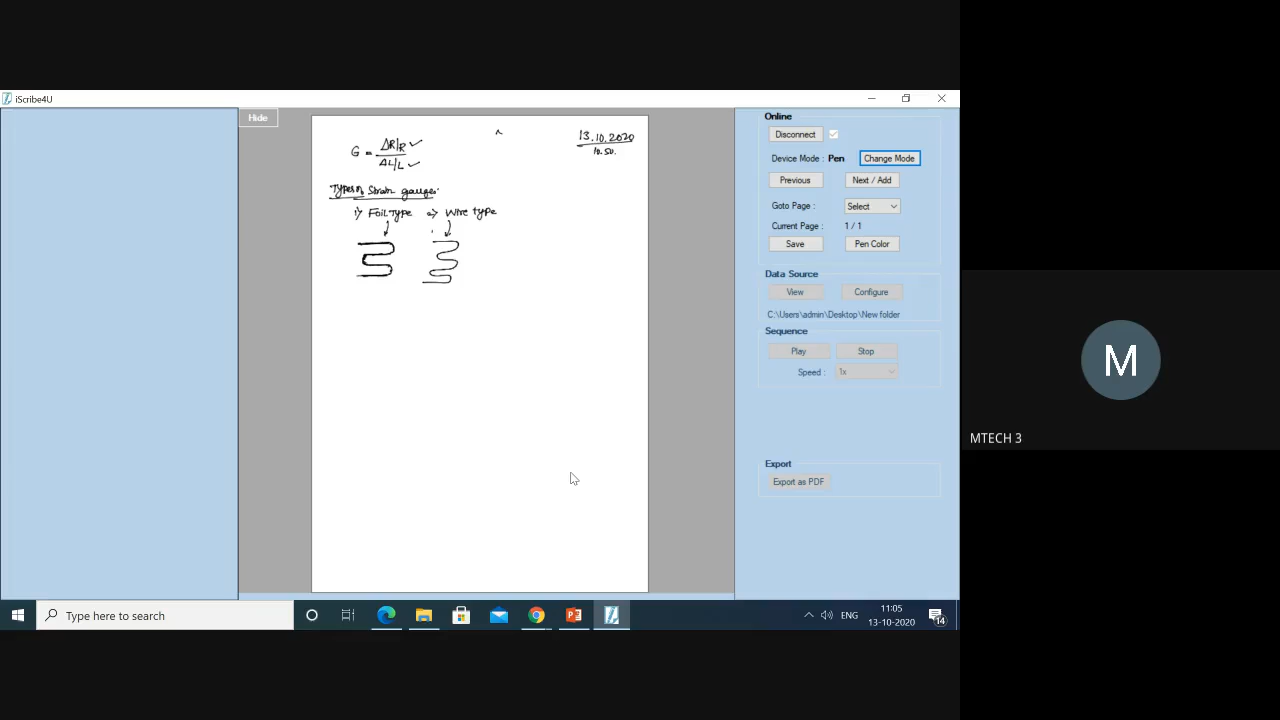 iScribe4U
Hide
13.10.2020
10.50.
G = ΔR/R ✓
ΔL/L ✓
Types of Strain gauges.
1) Foil Type 2) Wire type
Online
Disconnect
Device Mode : Pen Change Mode
Previous Next / Add
Goto Page : Select
Current Page : 1 / 1
Save Pen Color
Data Source
View Configure
C:\Users\admin\Desktop\New folder
Sequence
Play Stop
Speed : 1x
Export
Export as PDF
M
MTECH 3
Type here to search
ENG
11:05
13-10-2020
14